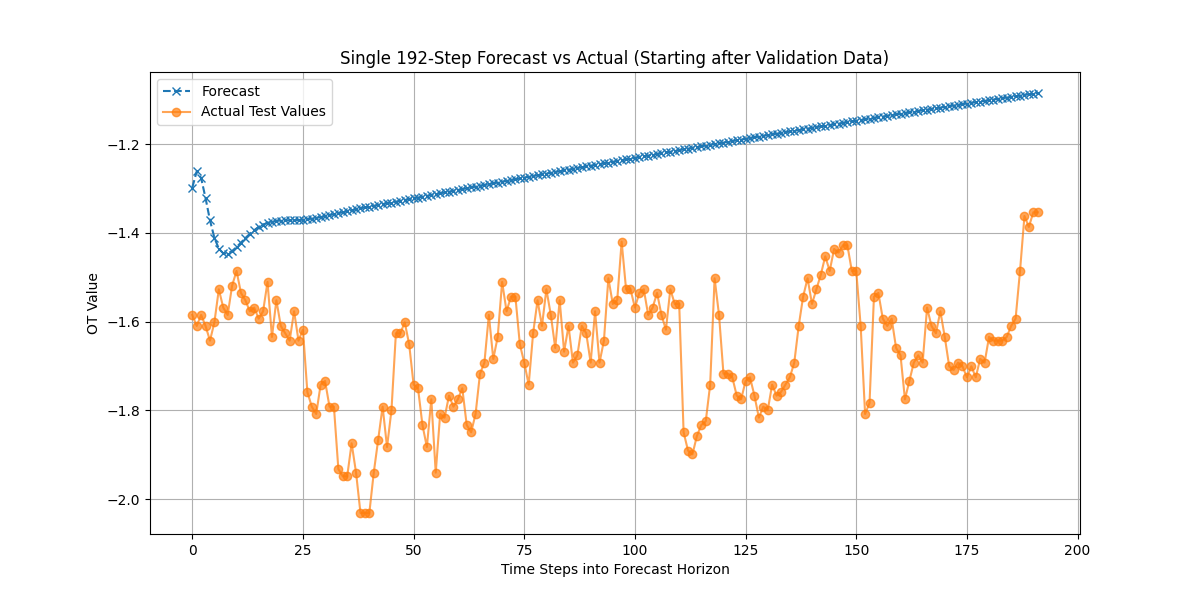 Single 192-Step Forecast vs Actual (Starting after Validation Data)
Forecast
Actual Test Values
OT Value
−1.2
−1.4
−1.6
−1.8
−2.0
0 25 50 75 100 125 150 175 200
Time Steps into Forecast Horizon